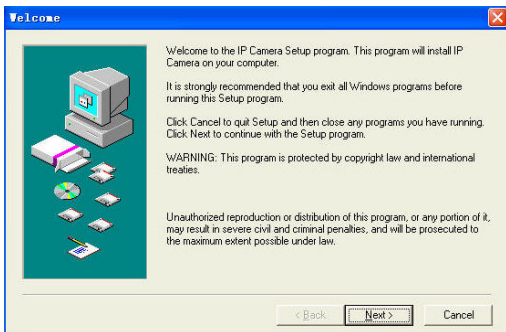 Welcome
Welcome to the IP Camera Setup program. This program will install IP
Camera on your computer.
It is strongly recommended that you exit all Windows programs before
running this Setup program.
Click Cancel to quit Setup and then close any programs you have running.
Click Next to continue with the Setup program.
WARNING: This program is protected by copyright law and international
treaties.
Unauthorized reproduction or distribution of this program, or any portion of it,
may result in severe civil and criminal penalties, and will be prosecuted to
the maximum extent possible under law.
< Back
Next >
Cancel